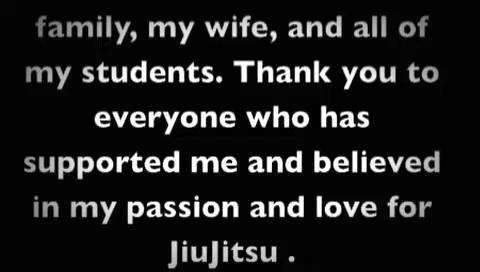 family, my wife, and all of
my students. Thank you to
everyone who has
supported me and believed
in my passion and love for
JiuJitsu .